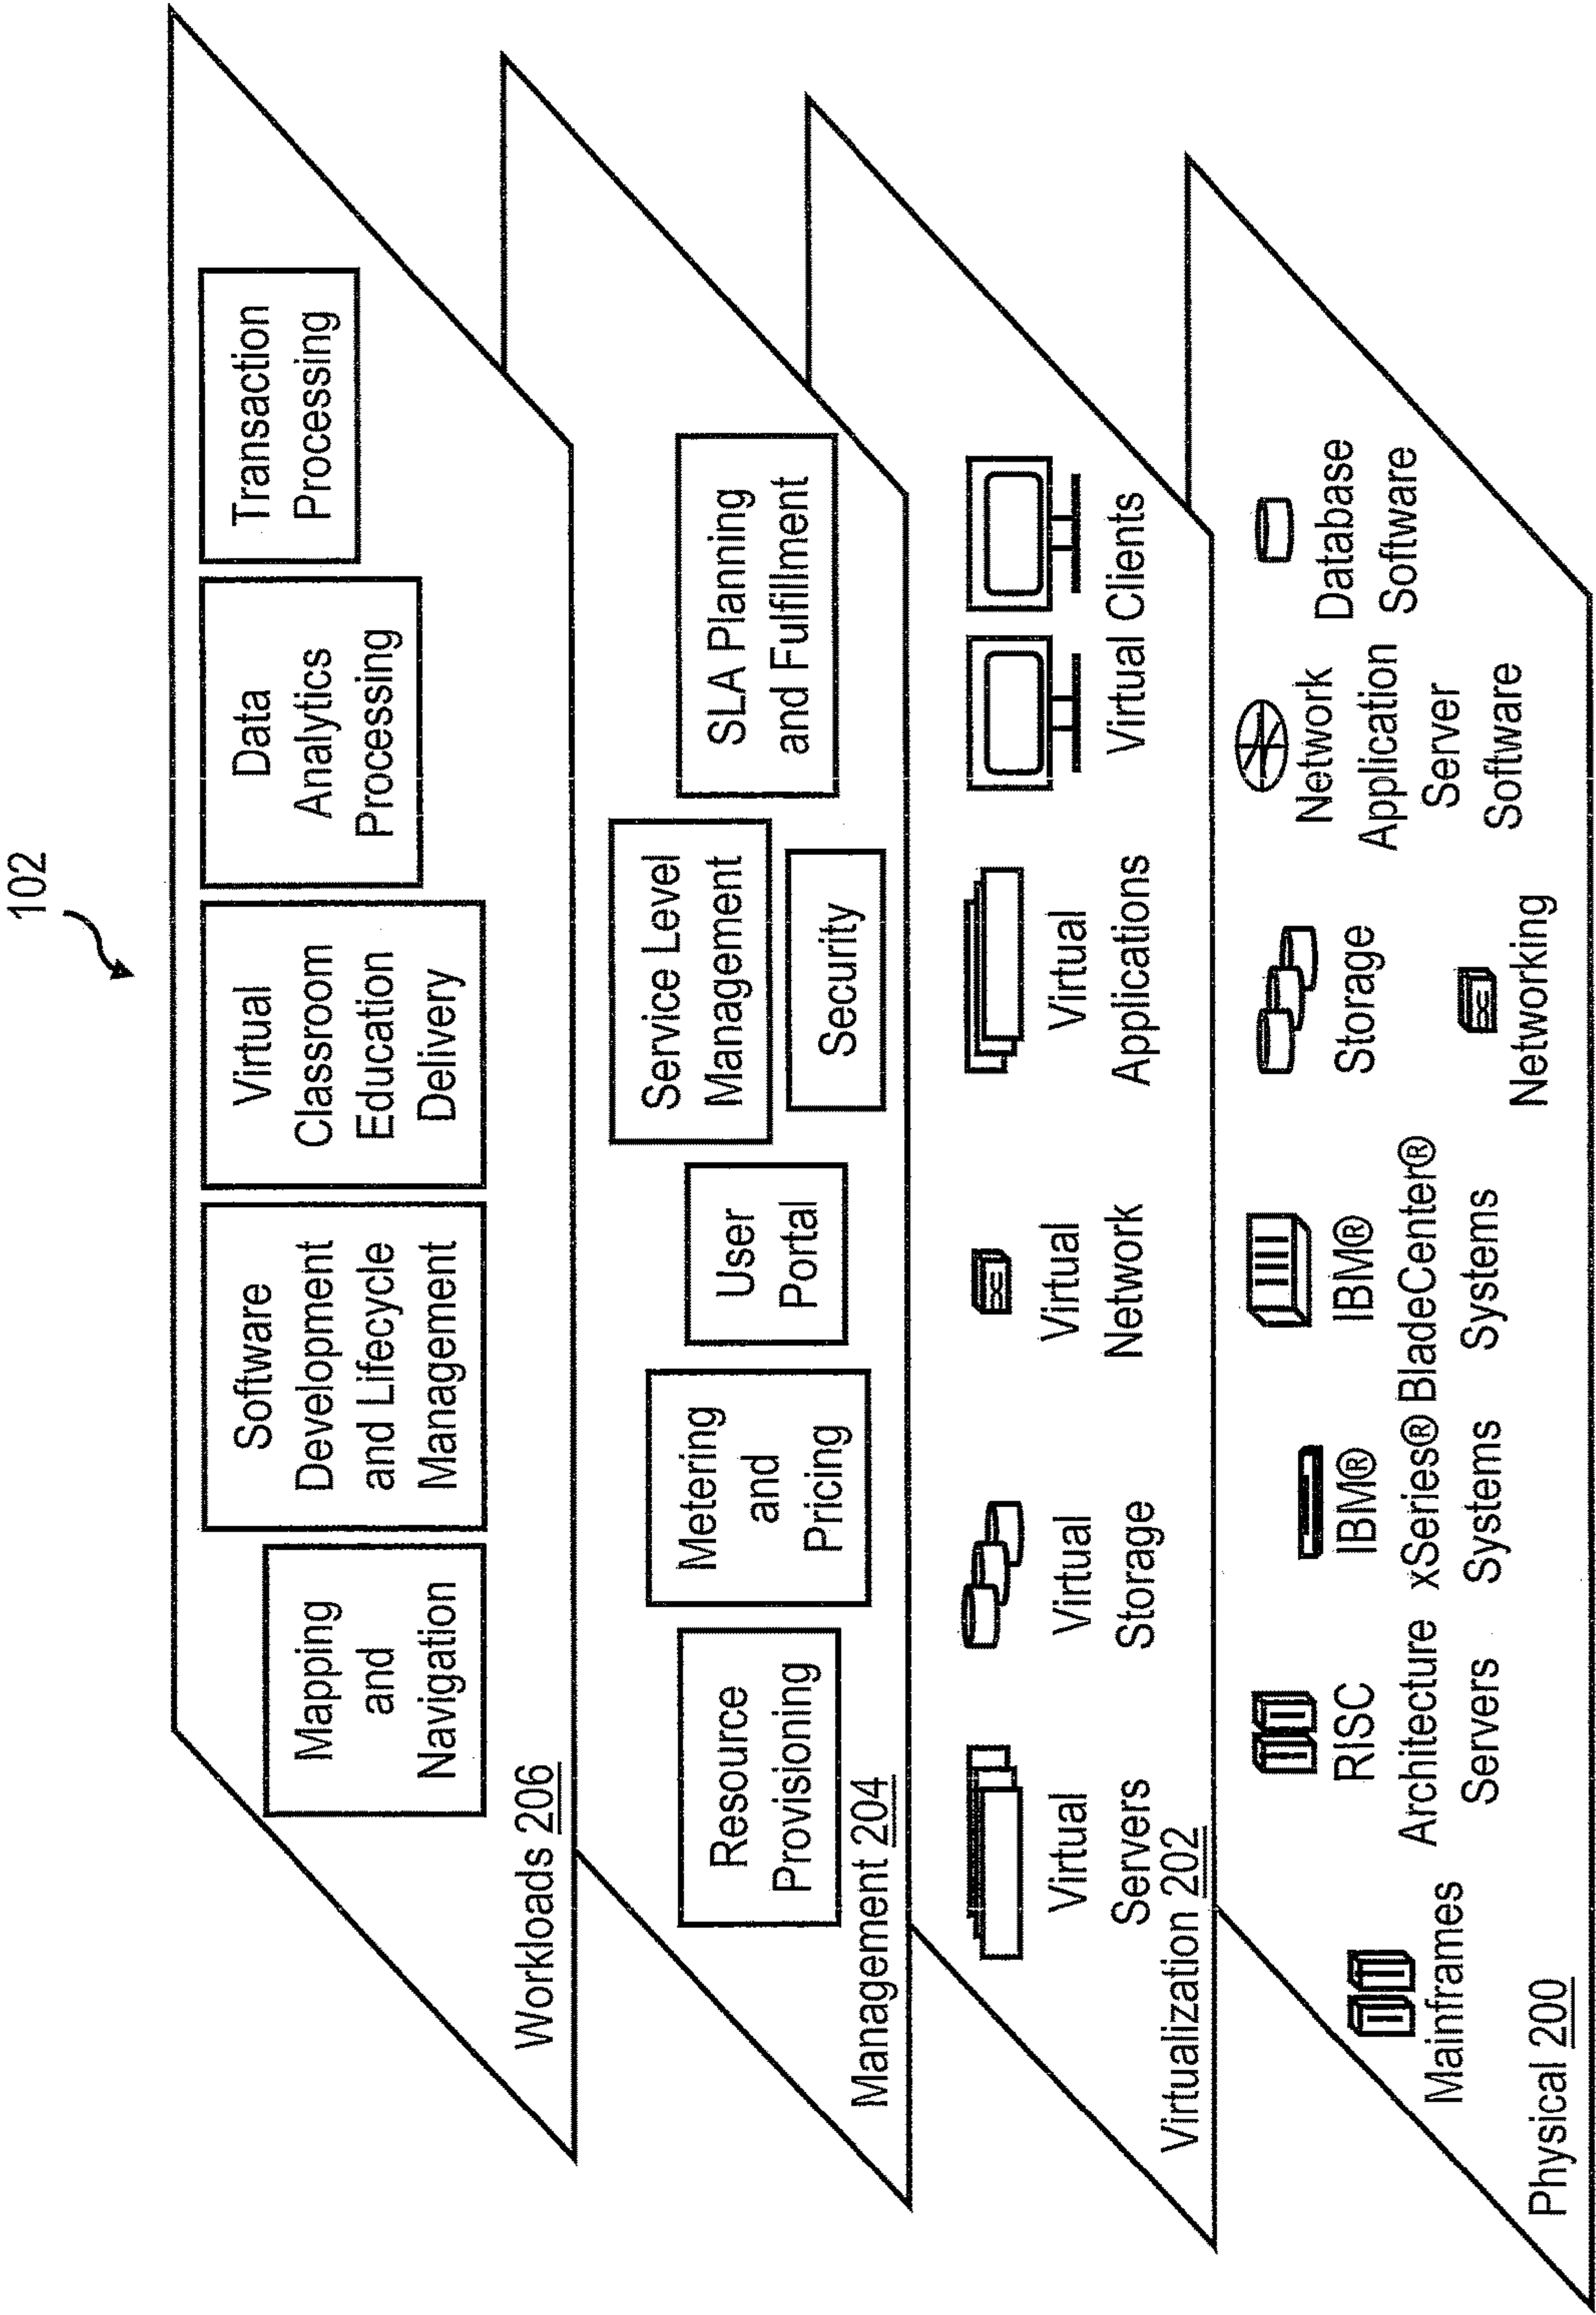 102
Mapping
and
Navigation
Software
Development
and Lifecycle
Management
Virtual
Classroom
Education
Delivery
Data
Analytics
Processing
Transaction
Processing
Workloads 206
Resource
Provisioning
Metering
and
Pricing
User
Portal
Service Level
Management
Security
SLA Planning
and Fulfillment
Management 204
Virtual
Servers
Virtual
Storage
Virtual
Network
Virtual
Applications
Virtual Clients
Virtualization 202
Mainframes
RISC
Architecture
Servers
IBM®
xSeries®
Systems
IBM®
BladeCenter®
Systems
Storage
Networking
Network
Application
Server
Software
Database
Software
Physical 200